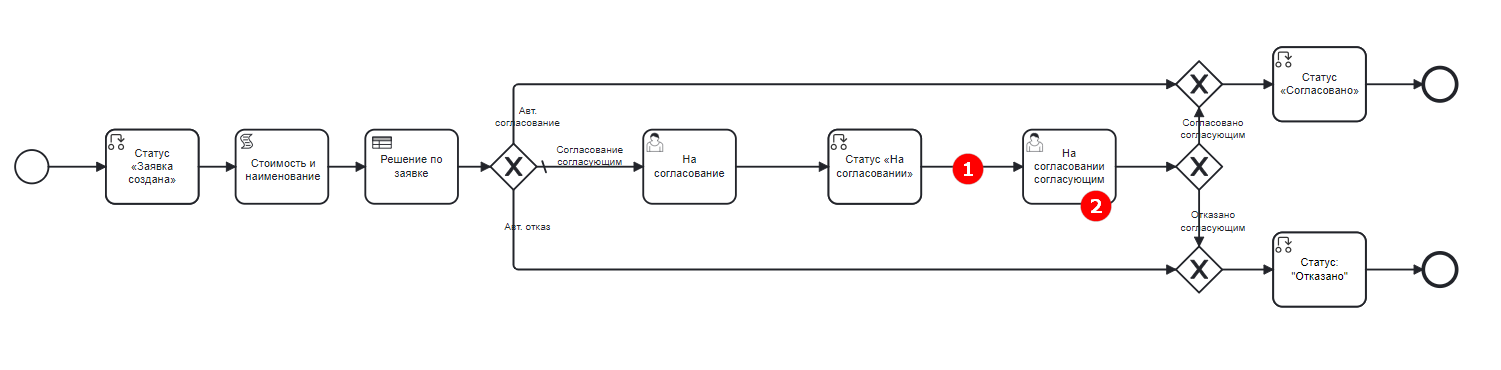 Статус
«Заявка
создана»
Стоимость и
наименование
Решение по
заявке
Авт.
согласование
Согласование
согласующим
Авт. отказ
На
согласование
Статус «На
согласовании»
1
На
согласовании
согласующим
2
Согласовано
согласующим
Отказано
согласующим
Статус
«Согласовано»
Статус:
"Отказано"